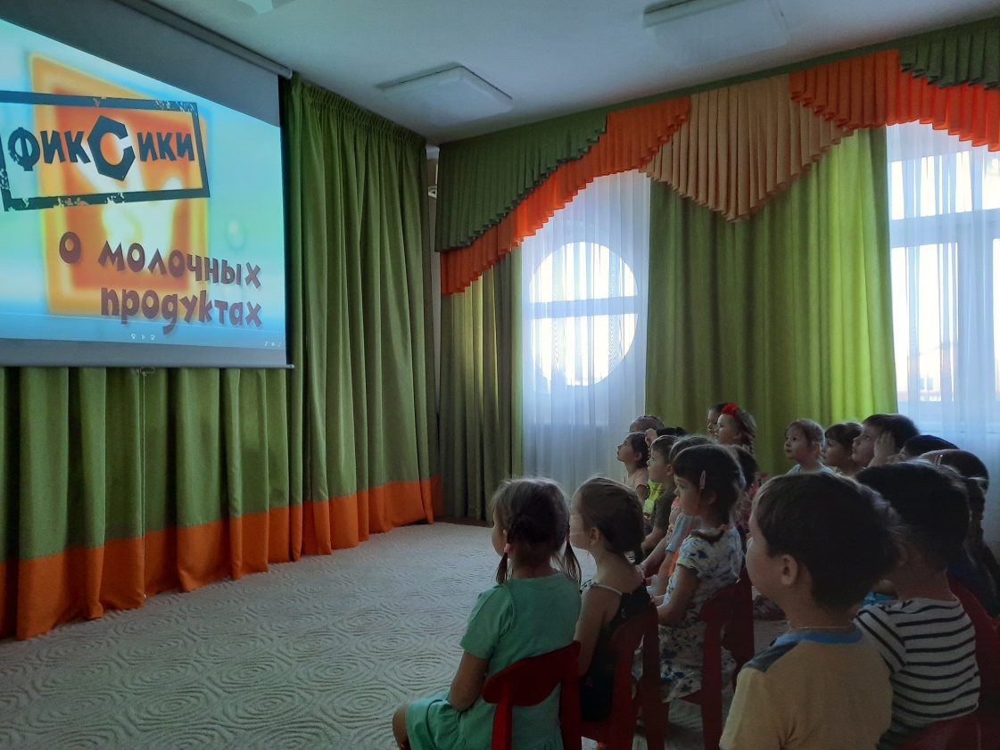 фиксики
о молочных
продуктах